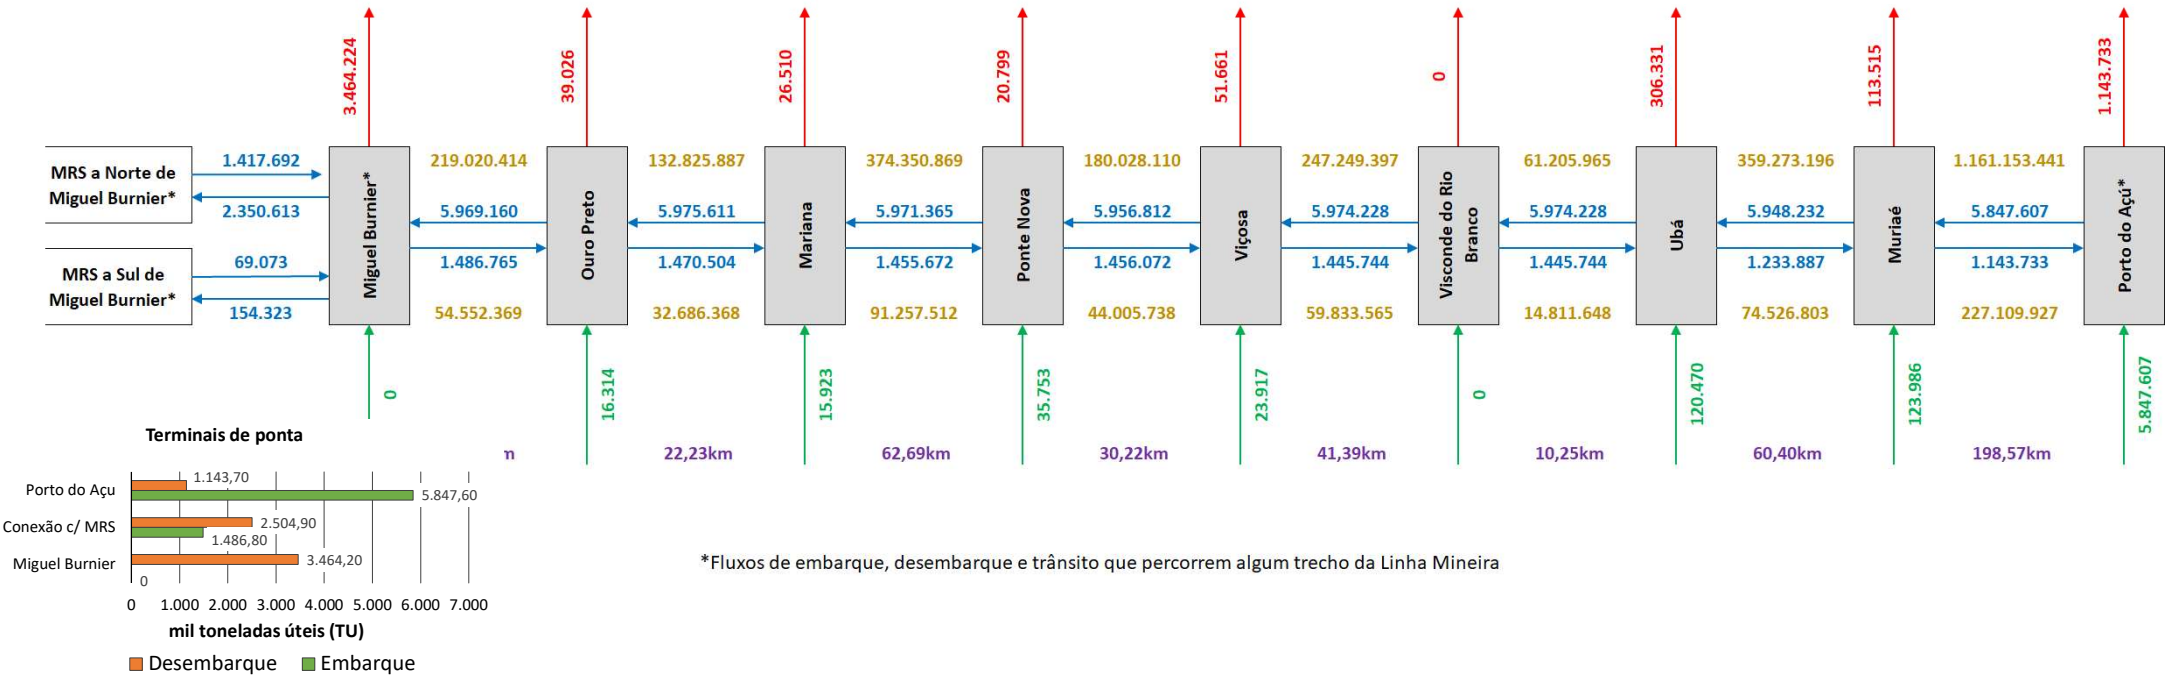 3.464.224
39.026
26.510
20.799
51.661
0
306.331
113.515
1.143.733
MRS a Norte de
Miguel Burnier*
1.417.692
2.350.613
MRS a Sul de
Miguel Burnier*
69.073
154.323
Miguel Burnier*
219.020.414
5.969.160
1.486.765
54.552.369
Ouro Preto
132.825.887
5.975.611
1.470.504
32.686.368
Mariana
374.350.869
5.971.365
1.455.672
91.257.512
Ponte Nova
180.028.110
5.956.812
1.456.072
44.005.738
Viçosa
247.249.397
5.974.228
1.445.744
59.833.565
Visconde do Rio
Branco
61.205.965
5.974.228
1.445.744
14.811.648
Ubá
359.273.196
5.948.232
1.233.887
74.526.803
Muriaé
1.161.153.441
5.847.607
1.143.733
227.109.927
Porto do Açú*
0
16.314
15.923
35.753
23.917
0
120.470
123.986
5.847.607
m
22,23km
62,69km
30,22km
41,39km
10,25km
60,40km
198,57km
Terminais de ponta
Porto do Açu
1.143,70
5.847,60
Conexão c/ MRS
2.504,90
1.486,80
Miguel Burnier
3.464,20
0
0 1.000 2.000 3.000 4.000 5.000 6.000 7.000
mil toneladas úteis (TU)
Desembarque Embarque
*Fluxos de embarque, desembarque e trânsito que percorrem algum trecho da Linha Mineira